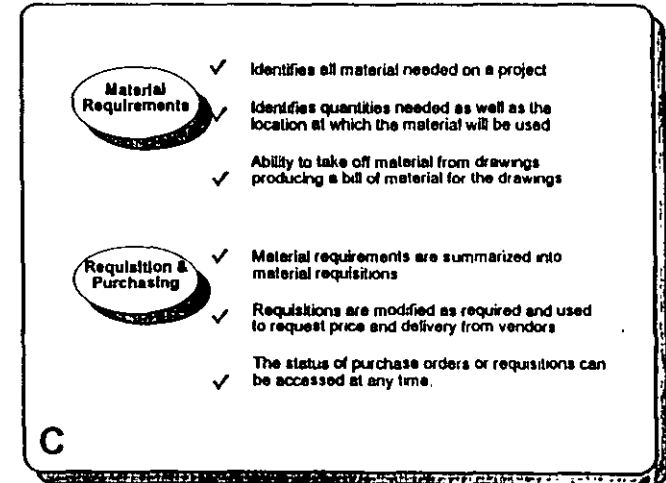 Material
Requirements
✓ Identifies all material needed on a project
✓ Identifies quantities needed as well as the
location at which the material will be used
Ability to take off material from drawings
✓ producing a bill of material for the drawings
Requisition &
Purchasing
✓ Material requirements are summarized into
material requisitions
Requisitions are modified as required and used
✓ to request price and delivery from vendors
The status of purchase orders or requisitions can
✓ be accessed at any time.
C